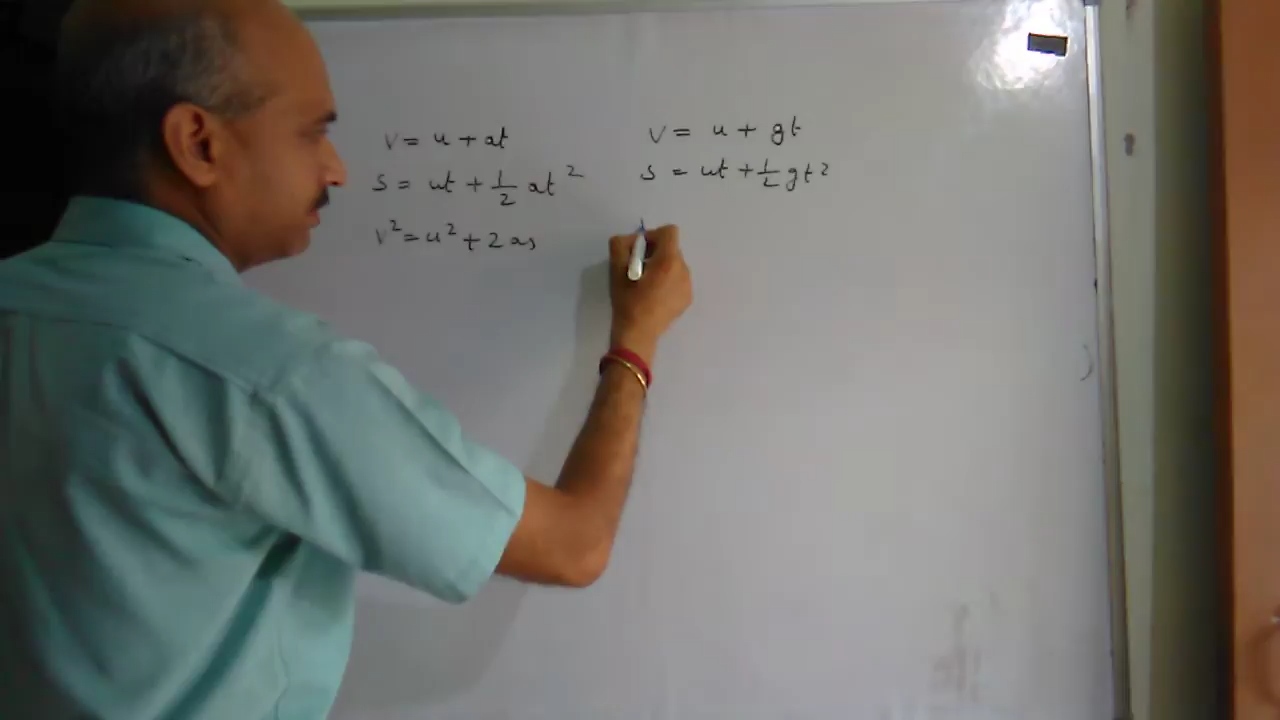 v = u + at
s = ut + 1/2 at²
v² = u² + 2as
v = u + gt
s = ut + 1/2 gt²